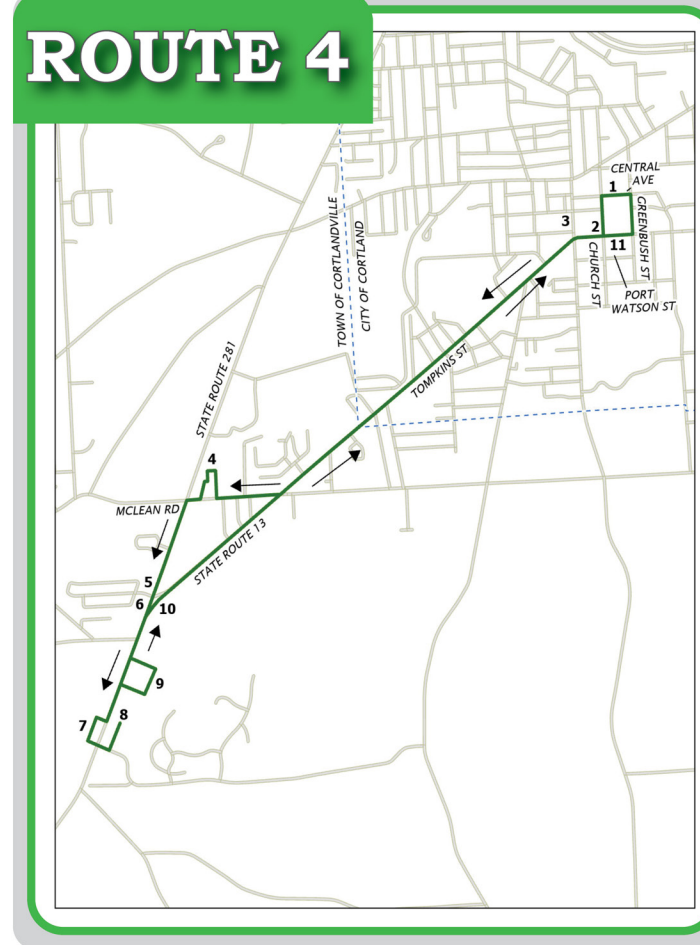 ROUTE 4
CENTRAL
AVE
1
GREENBUSH ST
3
2
11
CHURCH ST
PORT
WATSON ST
TOWN OF CORTLANDVILLE
CITY OF CORTLAND
TOMPKINS ST
STATE ROUTE 281
4
MCLEAN RD
STATE ROUTE 13
5
6
10
9
8
7